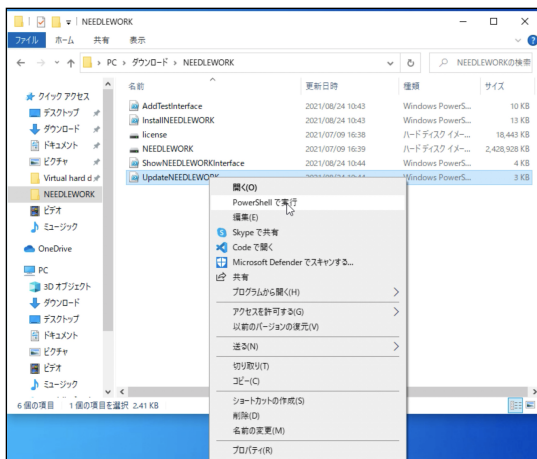 NEEDLEWORK
ファイル ホーム 共有 表示
PC > ダウンロード > NEEDLEWORK
NEEDLEWORKの検索
名前 更新日時 種類 サイズ
クイック アクセス
デスクトップ
ダウンロード
ドキュメント
ピクチャ
Virtual hard d
NEEDLEWORK
ビデオ
ミュージック
OneDrive
PC
3D オブジェクト
ダウンロード
デスクトップ
ドキュメント
ピクチャ
ビデオ
ミュージック
AddTestInterface 2021/08/24 10:43 Windows PowerS... 10 KB
InstallNEEDLEWORK 2021/08/24 10:43 Windows PowerS... 13 KB
license 2021/07/09 16:38 ハード ディスク イメー... 18,443 KB
NEEDLEWORK 2021/07/09 16:39 ハード ディスク イメー... 2,428,928 KB
ShowNEEDLEWORKInterface 2021/08/24 10:44 Windows PowerS... 4 KB
UpdateNEEDLEWORK 2021/08/24 10:44 Windows PowerS... 3 KB
開く(O)
PowerShell で実行
編集(E)
Skype で共有
Code で開く
Microsoft Defender でスキャンする...
共有
プログラムから開く(H)
アクセスを許可する(G)
以前のバージョンの復元(V)
送る(N)
切り取り(T)
コピー(C)
ショートカットの作成(S)
削除(D)
名前の変更(M)
プロパティ(R)
6 個の項目 1 個の項目を選択 2.41 KB